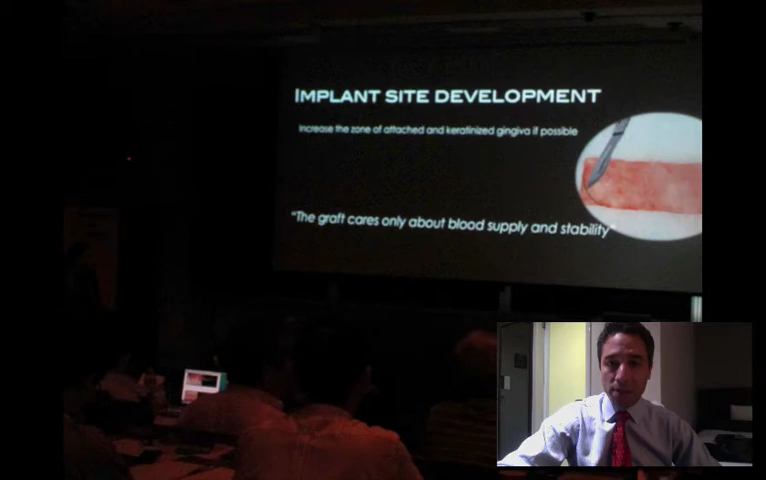 IMPLANT SITE DEVELOPMENT
Increase the zone of attached and keratinized gingiva if possible
"The graft cares only about blood supply and stability"